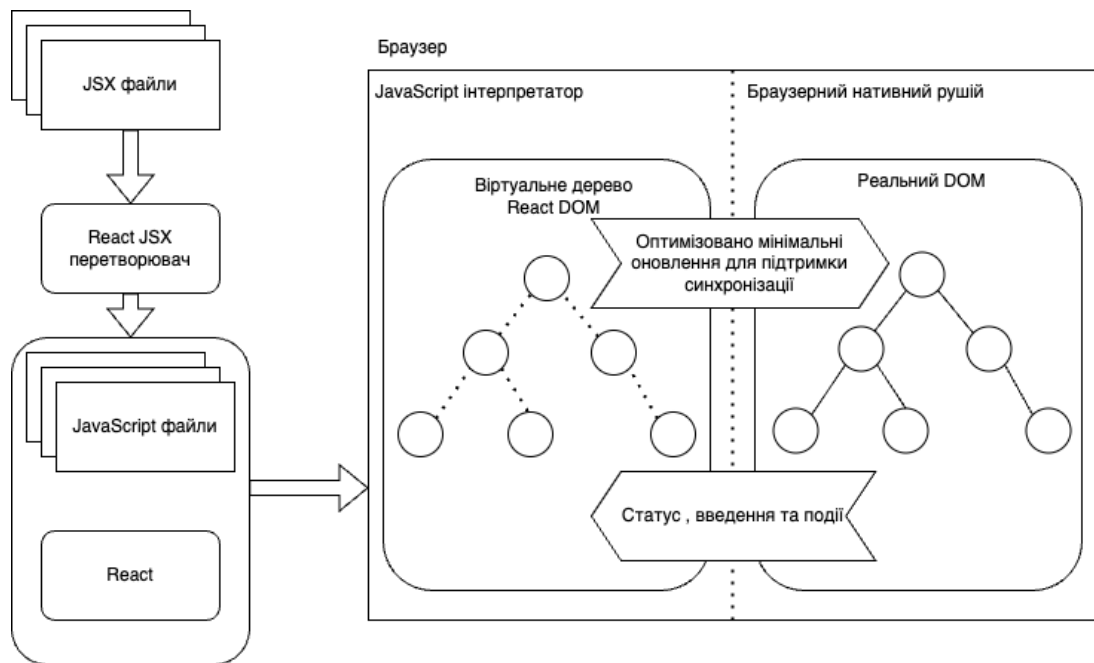 JSX файли
React JSX
перетворювач
JavaScript файли
React
Браузер
JavaScript інтерпретатор
Браузерний нативний рушій
Віртуальне дерево
React DOM
Реальний DOM
Оптимізовано мінімальні
оновлення для підтримки
синхронізації
Статус , введення та події